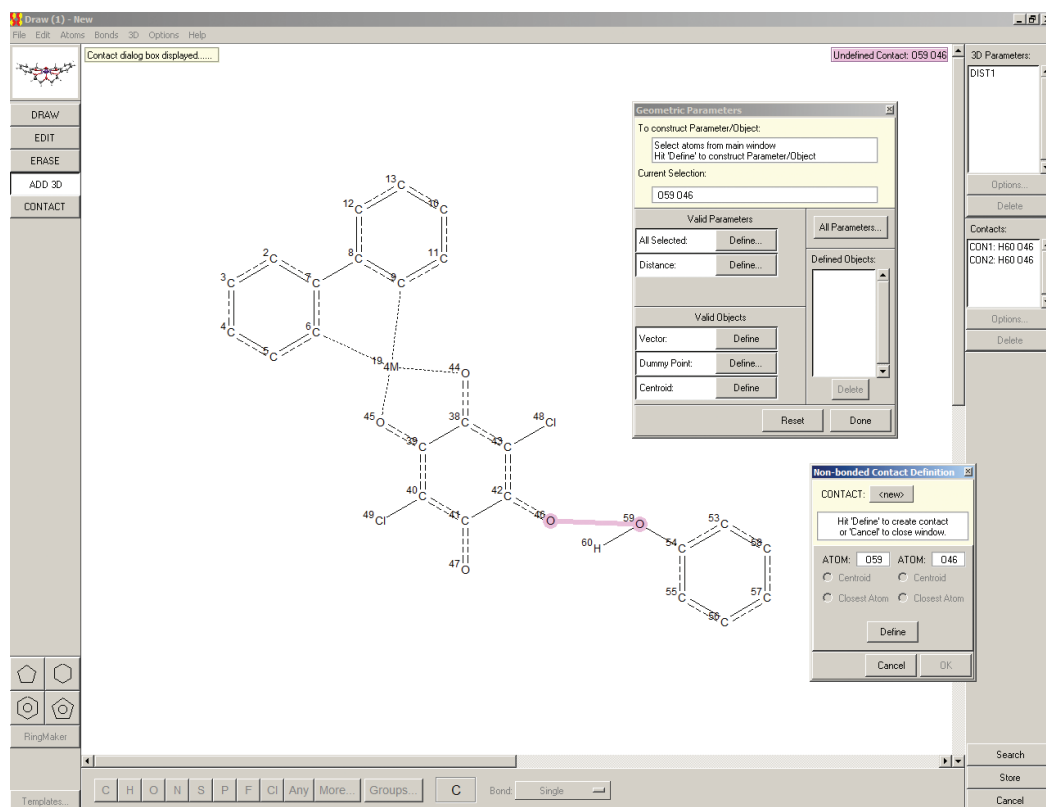 Draw (1) - New
File Edit Atoms Bonds 3D Options Help
Contact dialog box displayed......
Undefined Contact: O59 O46
DRAW
EDIT
ERASE
ADD 3D
CONTACT
RingMaker
Templates...
13
C
12
C
10
C
8
C
11
C
9
C
2
C
3
C
7
C
4
C
6
C
5
C
19
4M
44
O
45
O
38
C
39
C
43
C
48
Cl
40
C
42
C
49
Cl
41
C
46
O
47
O
59
O
60
H
53
C
54
C
58
C
55
C
57
C
56
C
Geometric Parameters
To construct Parameter/Object:
Select atoms from main window
Hit 'Define' to construct Parameter/Object
Current Selection:
O59 O46
Valid Parameters
All Selected: Define...
Distance: Define...
All Parameters...
Defined Objects:
Valid Objects
Vector: Define
Dummy Point: Define...
Centroid: Define
Delete
Reset Done
Non-bonded Contact Definition
CONTACT: <new>
Hit 'Define' to create contact
or 'Cancel' to close window.
ATOM: O59 ATOM: O46
Centroid Centroid
Closest Atom Closest Atom
Define
Cancel OK
3D Parameters:
DIST1
Options...
Delete
Contacts:
CON1: H60 O46
CON2: H60 O46
Options...
Delete
Search
Store
Cancel
C H O N S P F Cl Any More... Groups... C Bond: Single